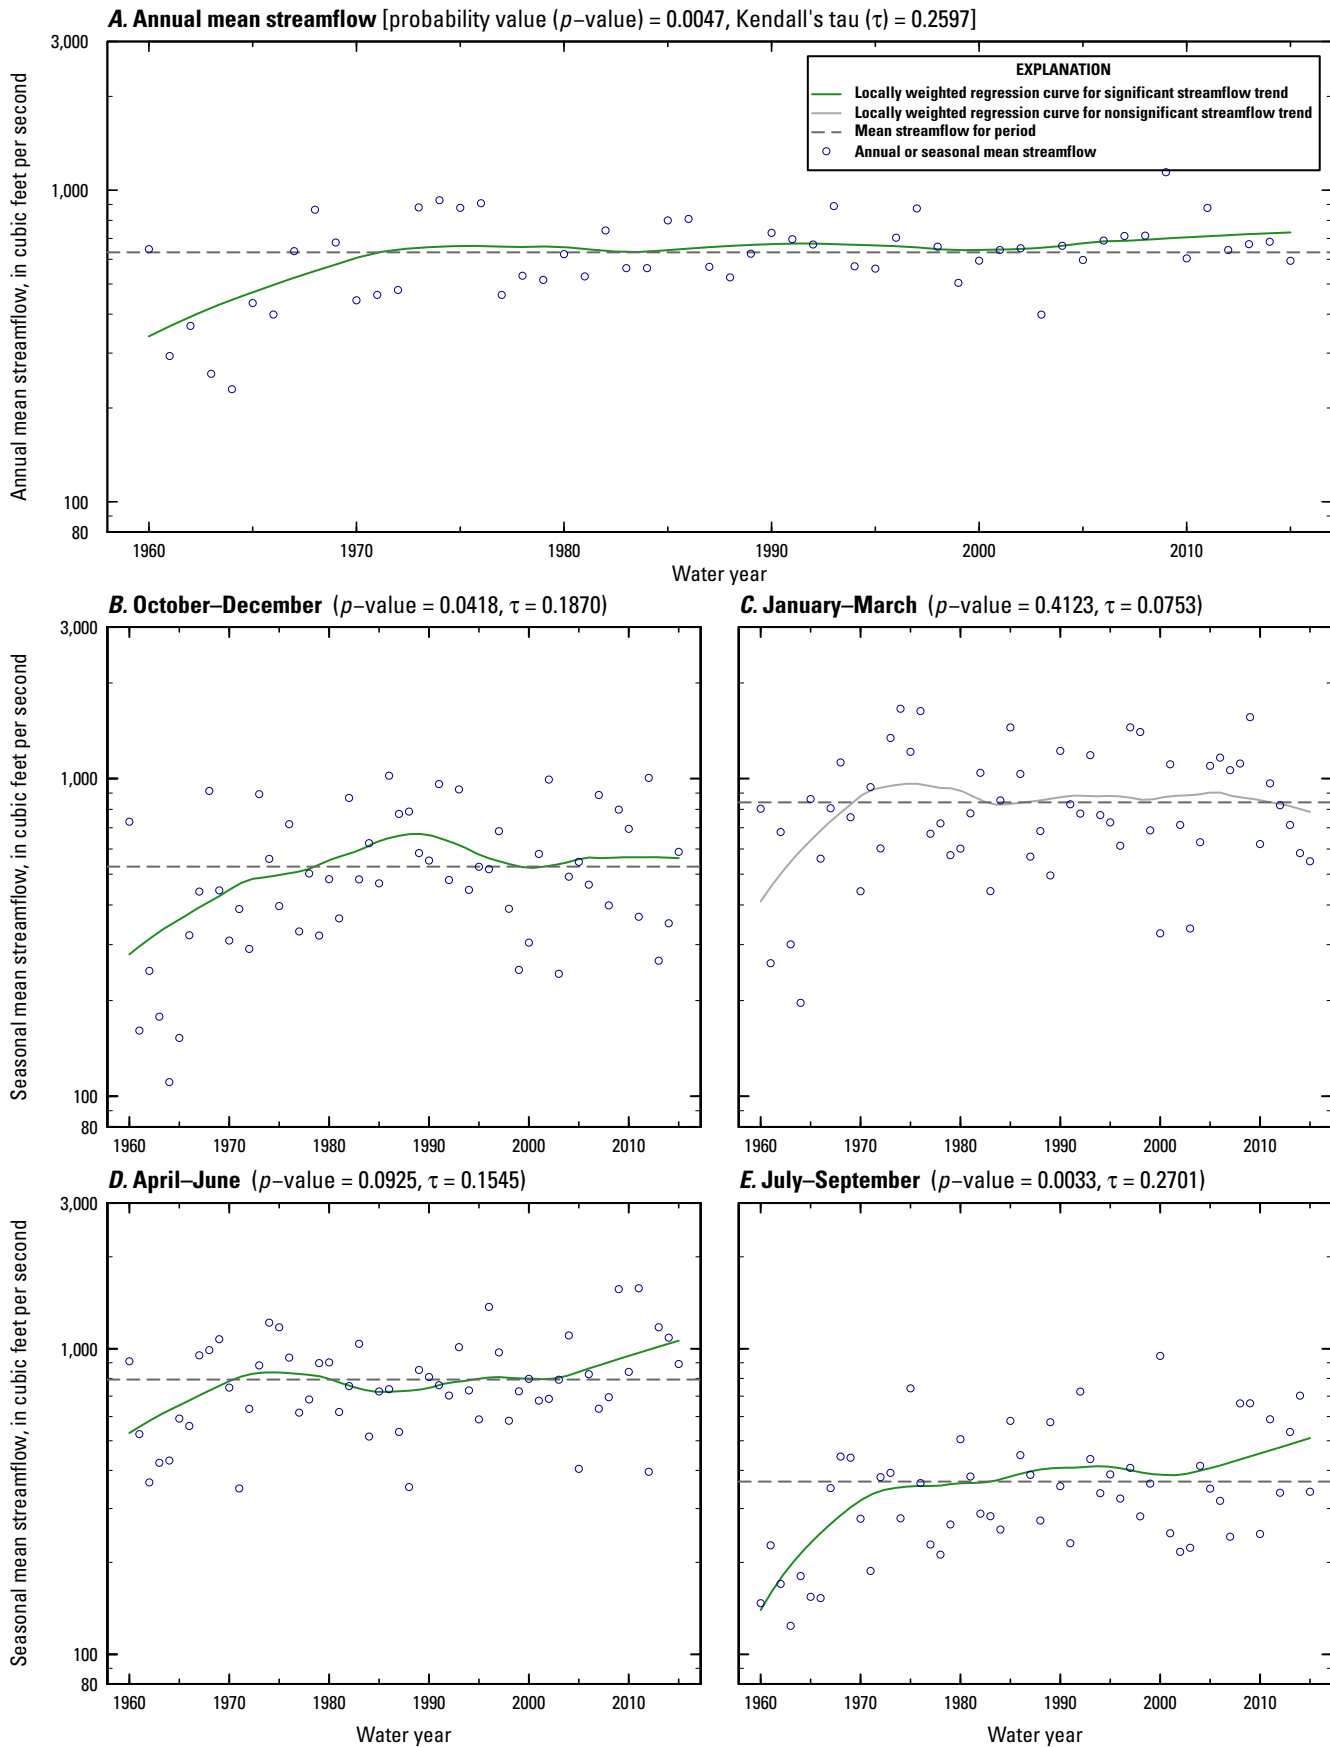 A. Annual mean streamflow [probability value (p–value) = 0.0047, Kendall's tau (τ) = 0.2597]
Annual mean streamflow, in cubic feet per second
3,000
1,000
100
80
EXPLANATION
Locally weighted regression curve for significant streamflow trend
Locally weighted regression curve for nonsignificant streamflow trend
Mean streamflow for period
Annual or seasonal mean streamflow
1960 1970 1980 1990 2000 2010
Water year
B. October–December (p–value = 0.0418, τ = 0.1870)
Seasonal mean streamflow, in cubic feet per second
3,000
1,000
100
80
1960 1970 1980 1990 2000 2010
C. January–March (p–value = 0.4123, τ = 0.0753)
1960 1970 1980 1990 2000 2010
D. April–June (p–value = 0.0925, τ = 0.1545)
Seasonal mean streamflow, in cubic feet per second
3,000
1,000
100
80
1960 1970 1980 1990 2000 2010
Water year
E. July–September (p–value = 0.0033, τ = 0.2701)
1960 1970 1980 1990 2000 2010
Water year